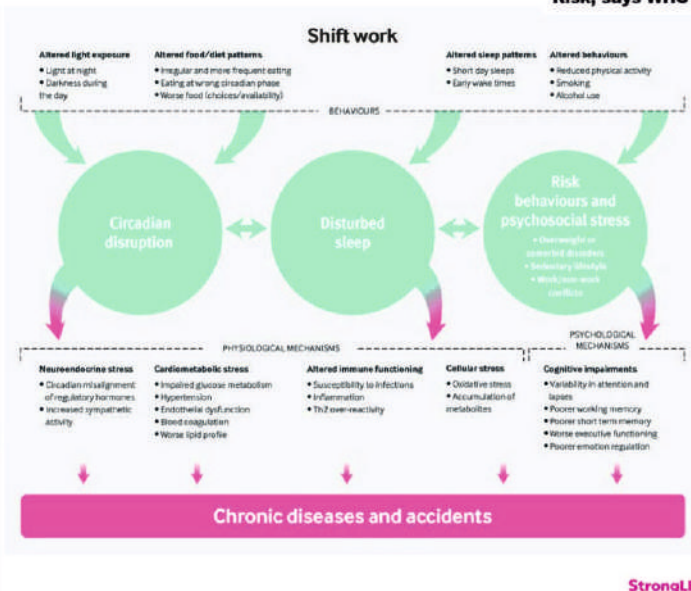 Risk, says WHO
Shift work
Altered light exposure
• Light at night
• Darkness during
the day
Altered food/diet patterns
• Irregular and more frequent eating
• Eating at wrong circadian phase
• Worse food (choices/availability)
Altered sleep patterns
• Short day sleeps
• Early wake times
Altered behaviours
• Reduced physical activity
• Smoking
• Alcohol use
BEHAVIOURS
Circadian
disruption
Disturbed
sleep
Risk
behaviours and
psychosocial stress
• Overweight or
comorbid disorders
• Sedentary lifestyle
• Work/non-work
conflicts
PHYSIOLOGICAL MECHANISMS
PSYCHOLOGICAL
MECHANISMS
Neuroendocrine stress
• Circadian misalignment
of regulatory hormones
• Increased sympathetic
activity
Cardiometabolic stress
• Impaired glucose metabolism
• Hypertension
• Endothelial dysfunction
• Blood coagulation
• Worse lipid profile
Altered immune functioning
• Susceptibility to infections
• Inflammation
• Th2 over-reactivity
Cellular stress
• Oxidative stress
• Accumulation of
metabolites
Cognitive impairments
• Variability in attention and
lapses
• Poorer working memory
• Poorer short term memory
• Worse executive functioning
• Poorer emotion regulation
Chronic diseases and accidents